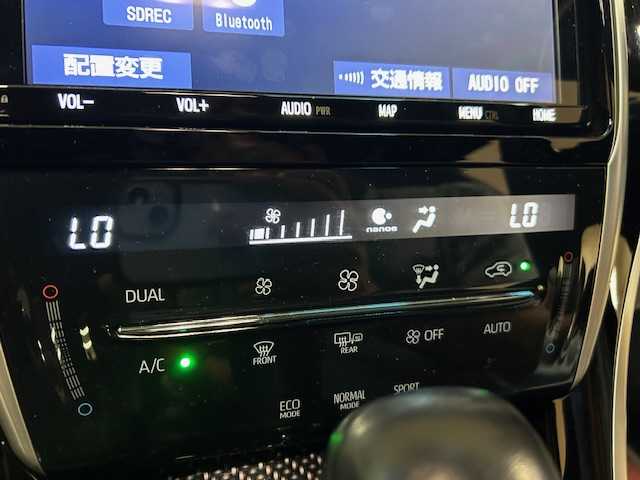 SDREC
Bluetooth
配置変更
交通情報
AUDIO OFF
VOL−
VOL+
AUDIO PWR
MAP
MENU CTRL
HOME
LO
nanoe
LO
DUAL
A/C
FRONT
REAR
OFF
AUTO
ECO
MODE
NORMAL
MODE
SPORT